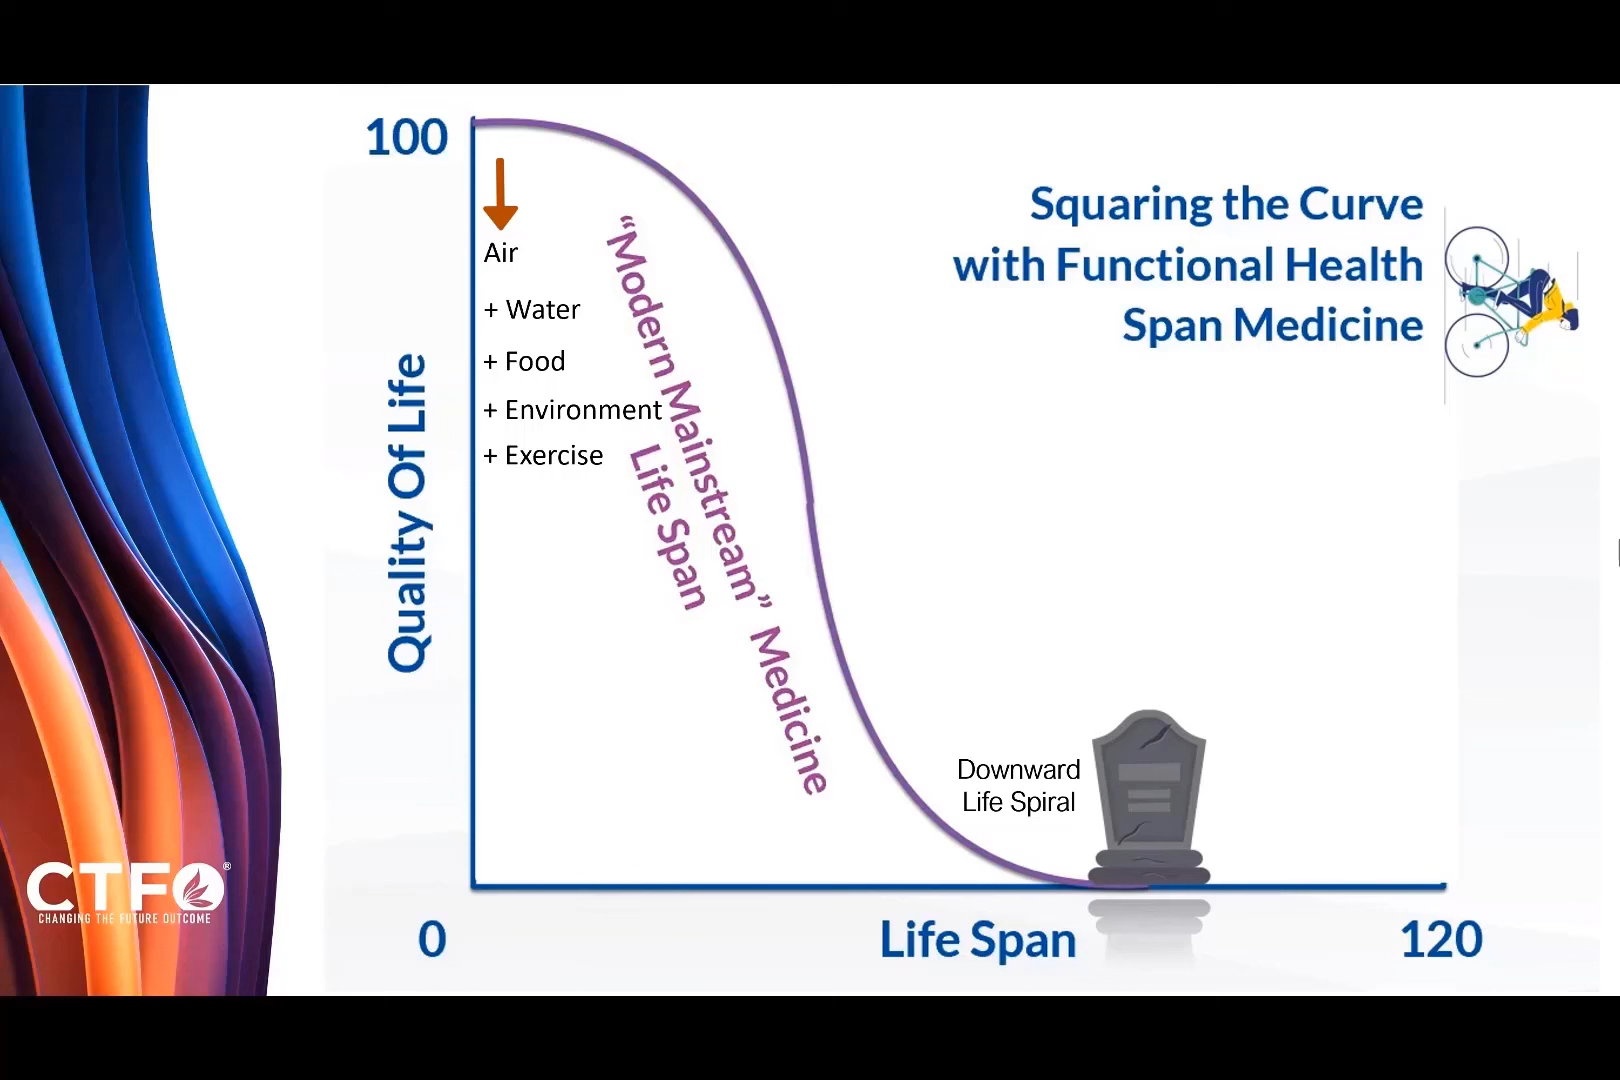 100
Air
+ Water
+ Food
+ Environment
+ Exercise
Quality Of Life
“Modern Mainstream” Medicine
Life Span
Squaring the Curve
with Functional Health
Span Medicine
Downward
Life Spiral
0
Life Span
120
CTFO®
CHANGING THE FUTURE OUTCOME